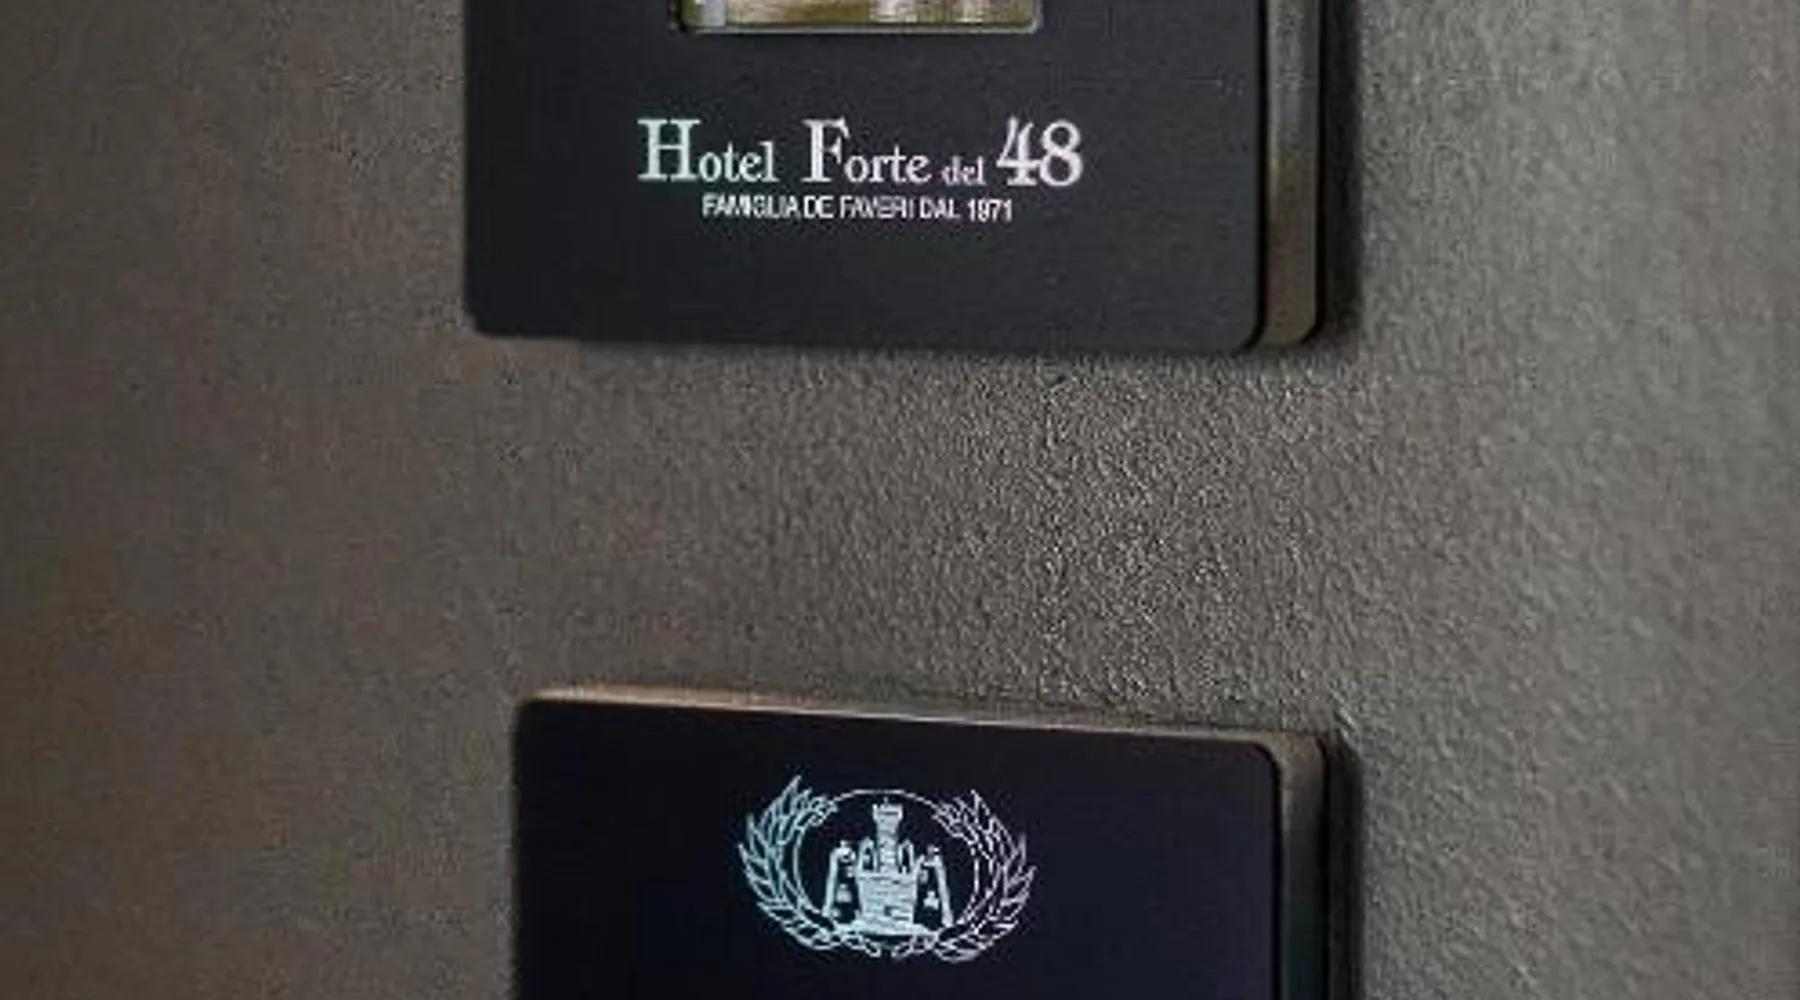 Hotel Forte del 48
FAMIGLIA DE FAVERI DAL 1971